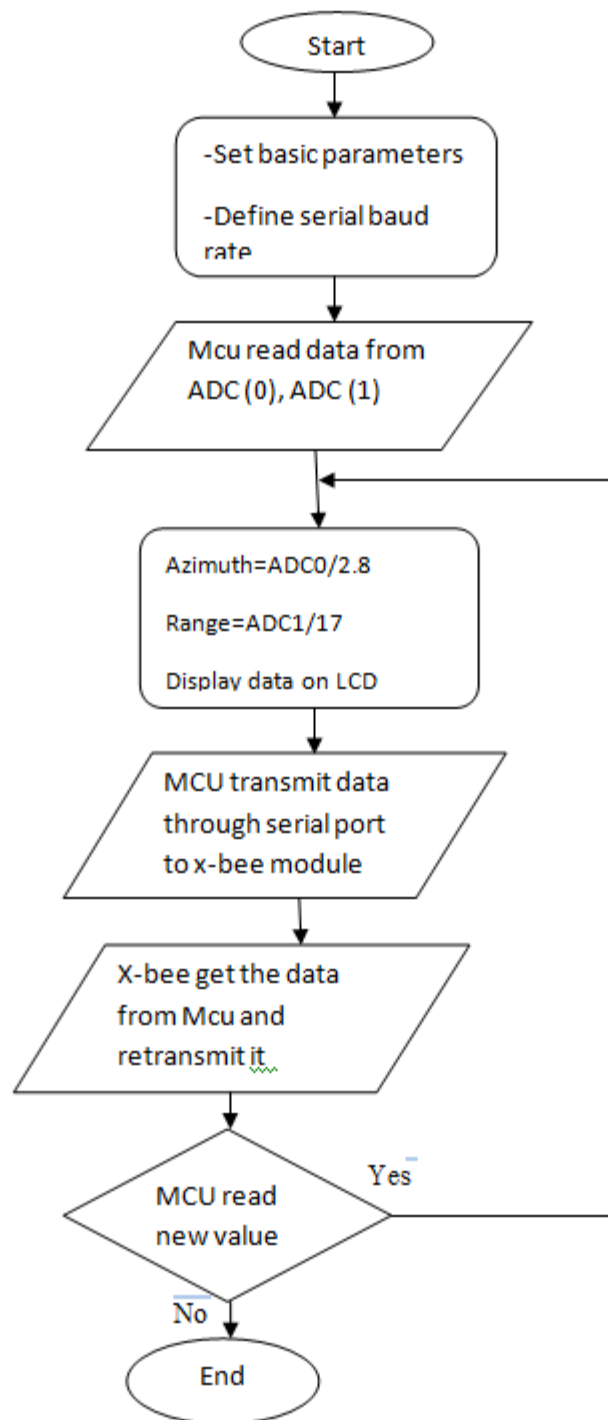 Start
-Set basic parameters
-Define serial baud
rate
Mcu read data from
ADC (0), ADC (1)
Azimuth=ADC0/2.8
Range=ADC1/17
Display data on LCD
MCU transmit data
through serial port
to x-bee module
X-bee get the data
from Mcu and
retransmit it
Yes
MCU read
new value
No
End